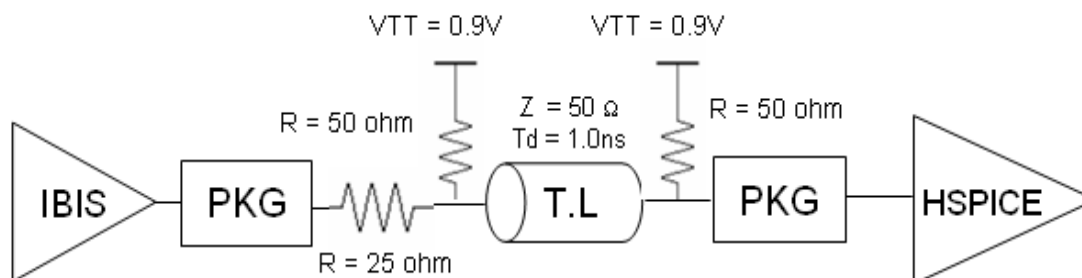 VTT = 0.9V
VTT = 0.9V
R = 50 ohm
Z = 50 Ω
Td = 1.0ns
R = 50 ohm
IBIS
PKG
T.L
PKG
HSPICE
R = 25 ohm